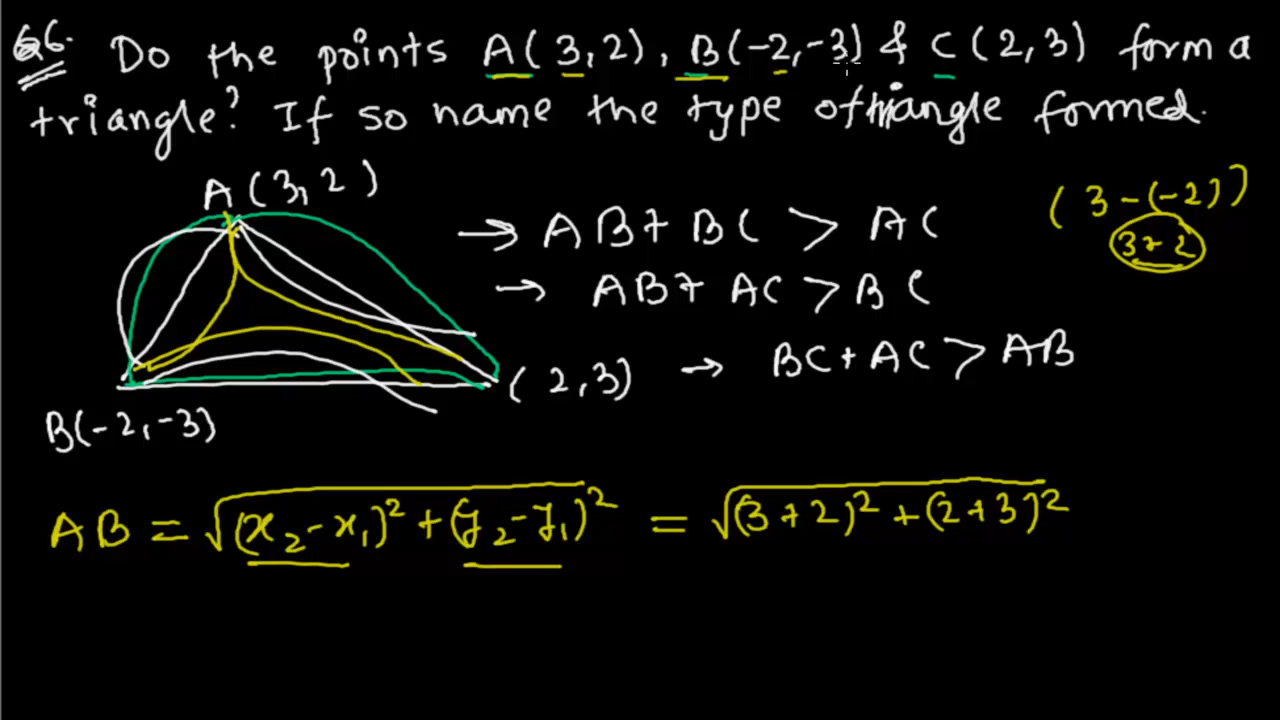 Q6. Do the points A(3,2), B(-2,-3) & C(2,3) form a
triangle? If so name the type of triangle formed.
A(3,2)
(3-(-2))
3+2
→ AB+BC > AC
→ AB+AC > BC
→ BC+AC > AB
(2,3)
B(-2,-3)
AB = √(x₂-x₁)²+(y₂-y₁)² = √(3+2)²+(2+3)²